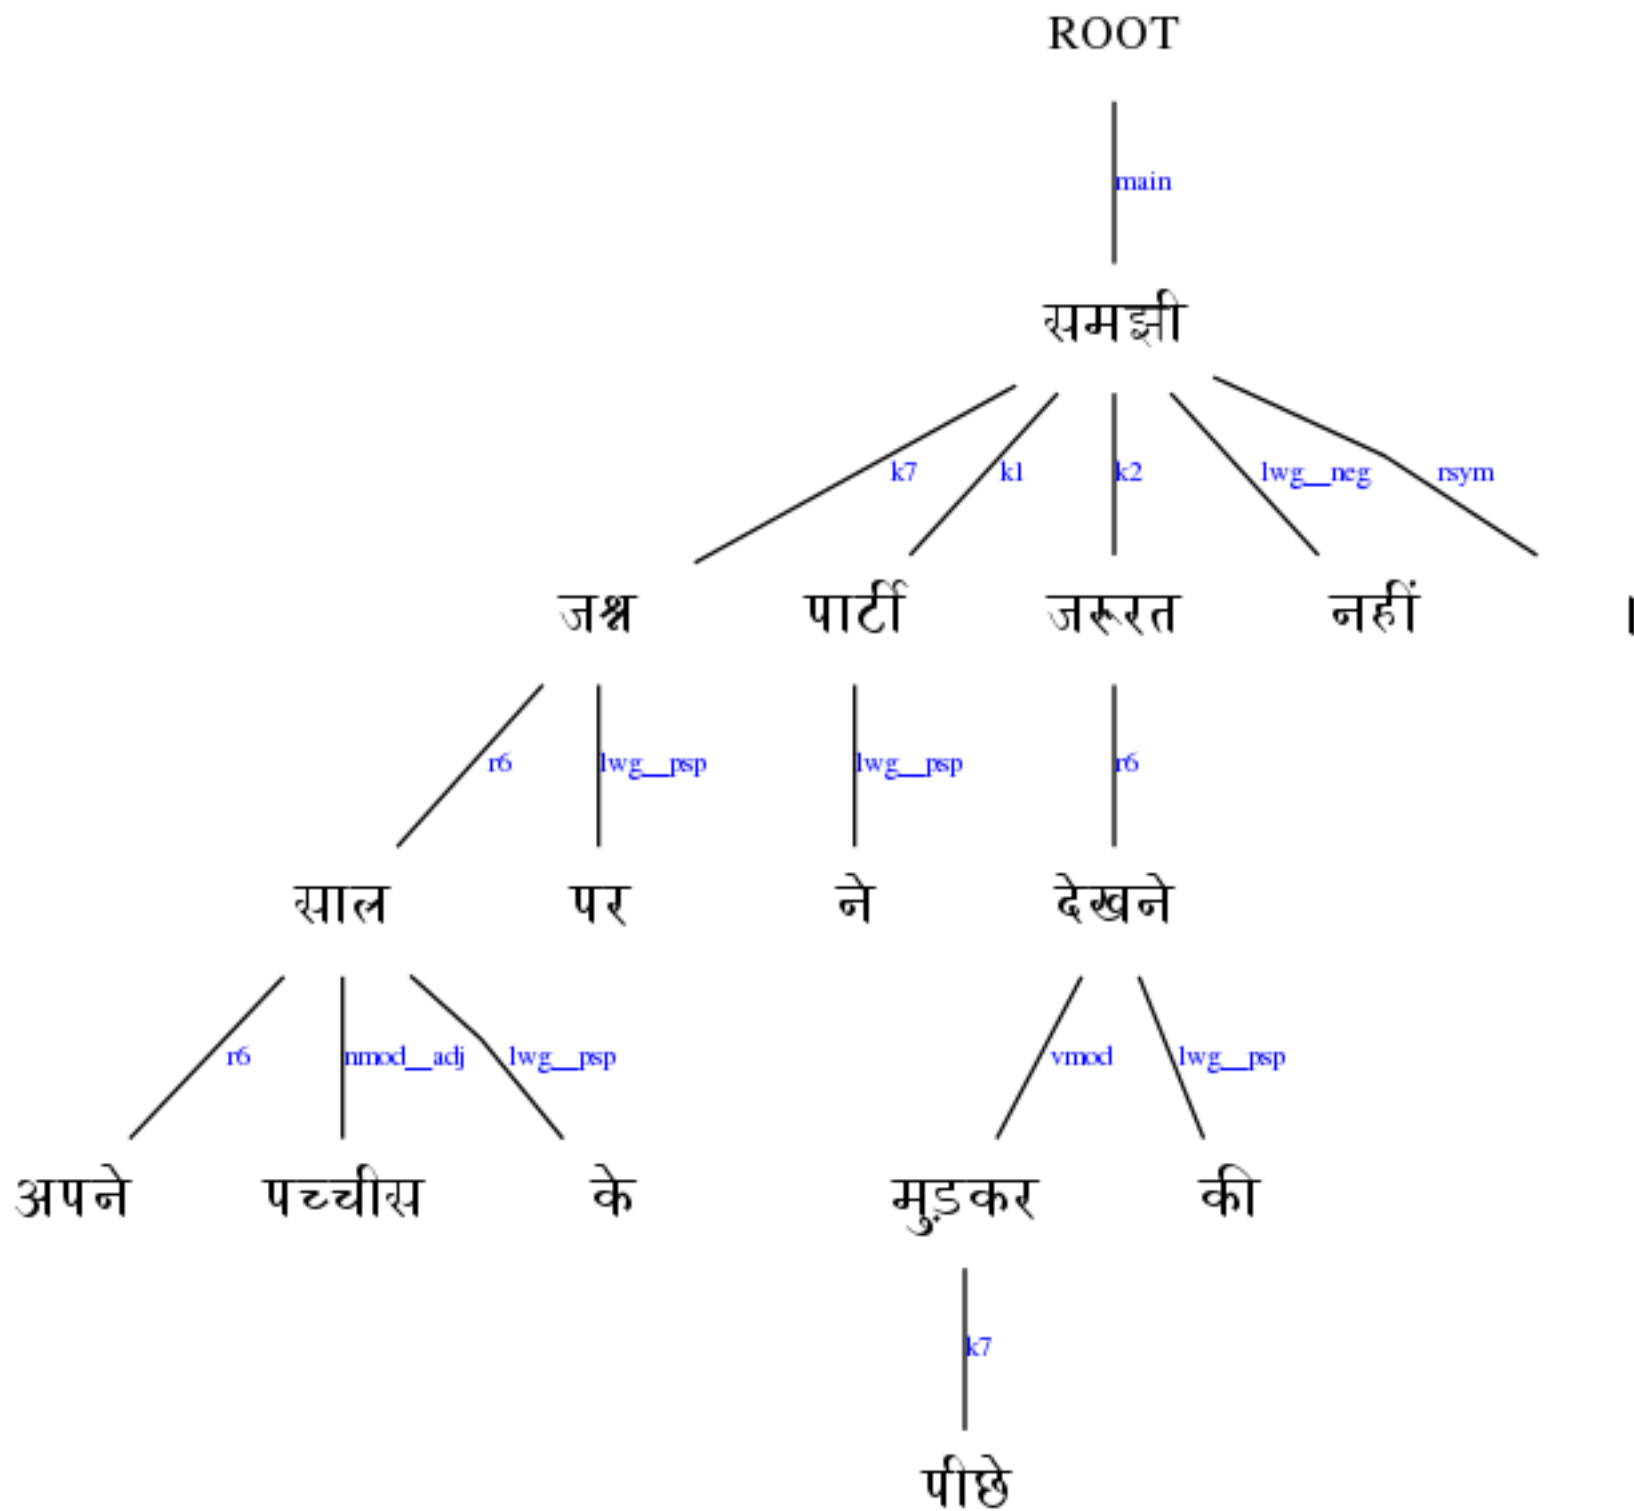 ROOT
main
समझी
k7 k1 k2 lwg__neg rsym
जश्न पार्टी जरूरत नहीं ।
r6 lwg__psp lwg__psp r6
साल पर ने देखने
r6 nmod__adj lwg__psp vmod lwg__psp
अपने पच्चीस के मुड़कर की
k7
पीछे